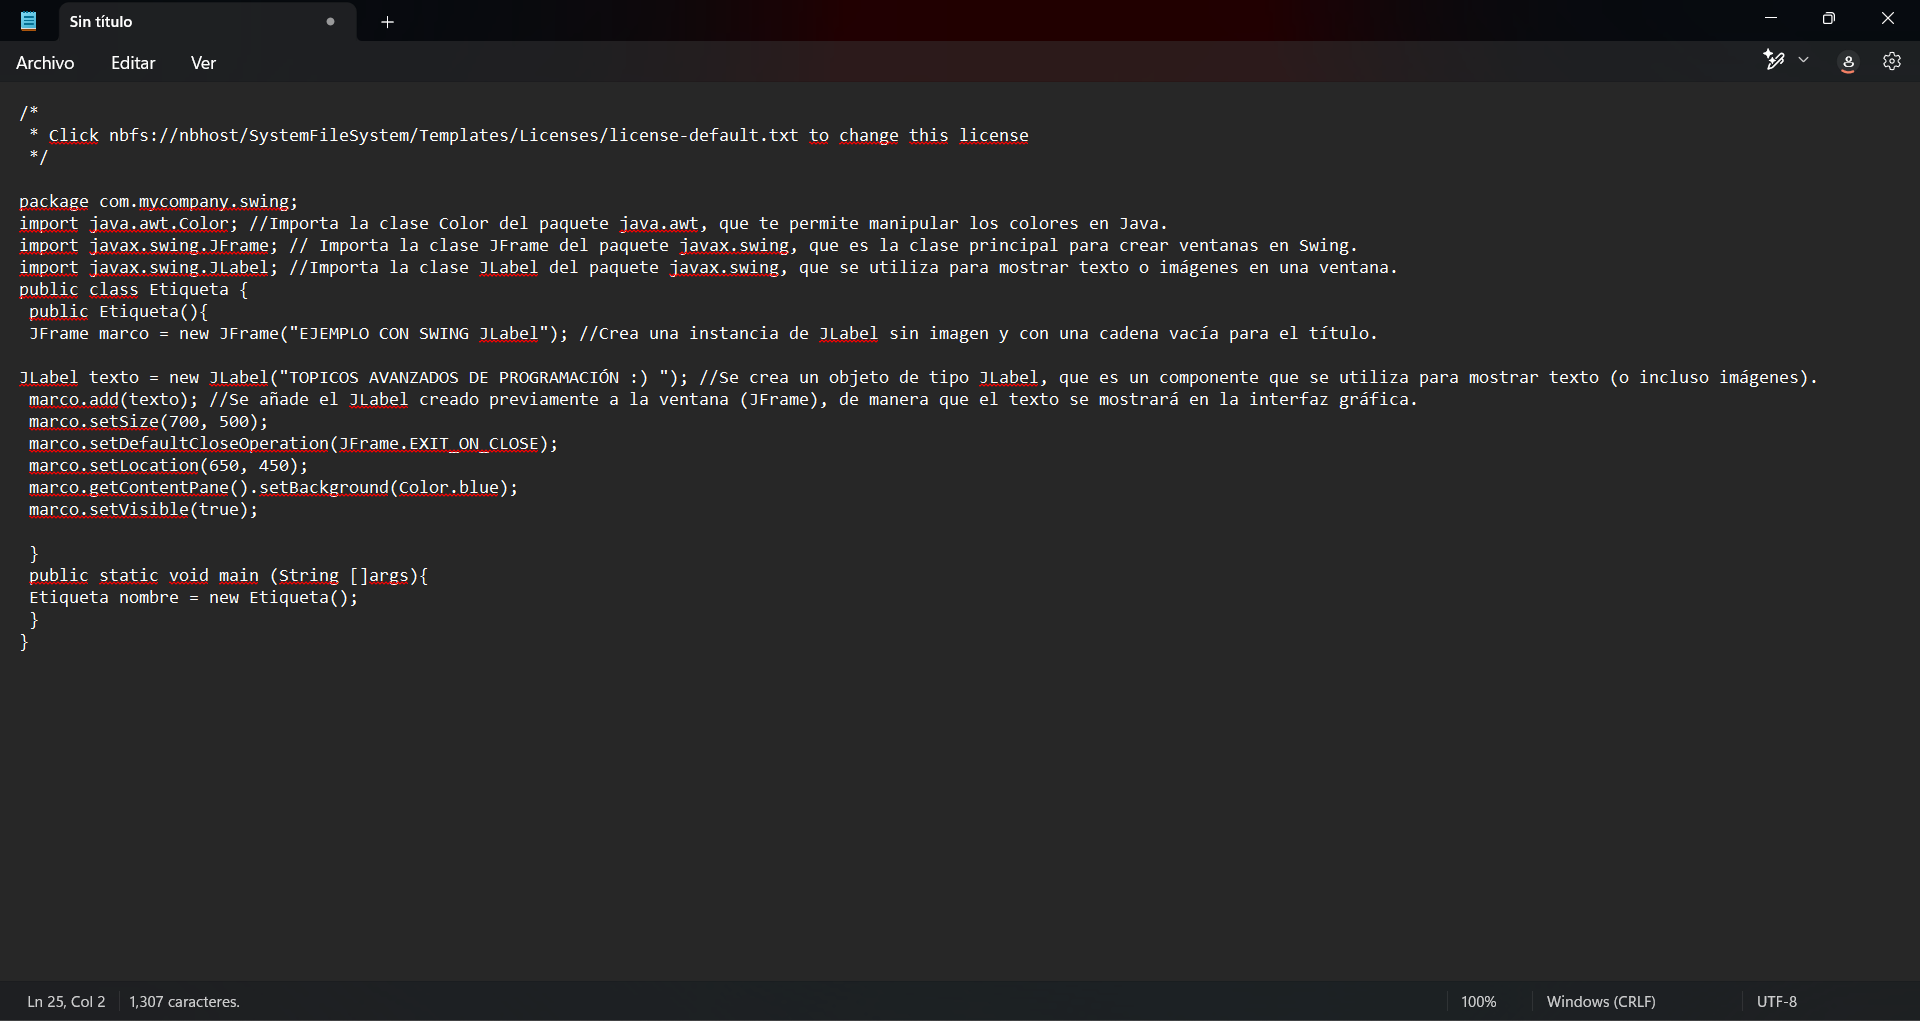 Sin título
Archivo Editar Ver
/*
 * Click nbfs://nbhost/SystemFileSystem/Templates/Licenses/license-default.txt to change this license
 */

package com.mycompany.swing;
import java.awt.Color; //Importa la clase Color del paquete java.awt, que te permite manipular los colores en Java.
import javax.swing.JFrame; // Importa la clase JFrame del paquete javax.swing, que es la clase principal para crear ventanas en Swing.
import javax.swing.JLabel; //Importa la clase JLabel del paquete javax.swing, que se utiliza para mostrar texto o imágenes en una ventana.
public class Etiqueta {
 public Etiqueta(){
 JFrame marco = new JFrame("EJEMPLO CON SWING JLabel"); //Crea una instancia de JLabel sin imagen y con una cadena vacía para el título.

JLabel texto = new JLabel("TOPICOS AVANZADOS DE PROGRAMACIÓN :) "); //Se crea un objeto de tipo JLabel, que es un componente que se utiliza para mostrar texto (o incluso imágenes).
 marco.add(texto); //Se añade el JLabel creado previamente a la ventana (JFrame), de manera que el texto se mostrará en la interfaz gráfica.
 marco.setSize(700, 500);
 marco.setDefaultCloseOperation(JFrame.EXIT_ON_CLOSE);
 marco.setLocation(650, 450);
 marco.getContentPane().setBackground(Color.blue);
 marco.setVisible(true);

 }
 public static void main (String []args){
 Etiqueta nombre = new Etiqueta();
 }
}
Ln 25, Col 2 1,307 caracteres. 100% Windows (CRLF) UTF-8